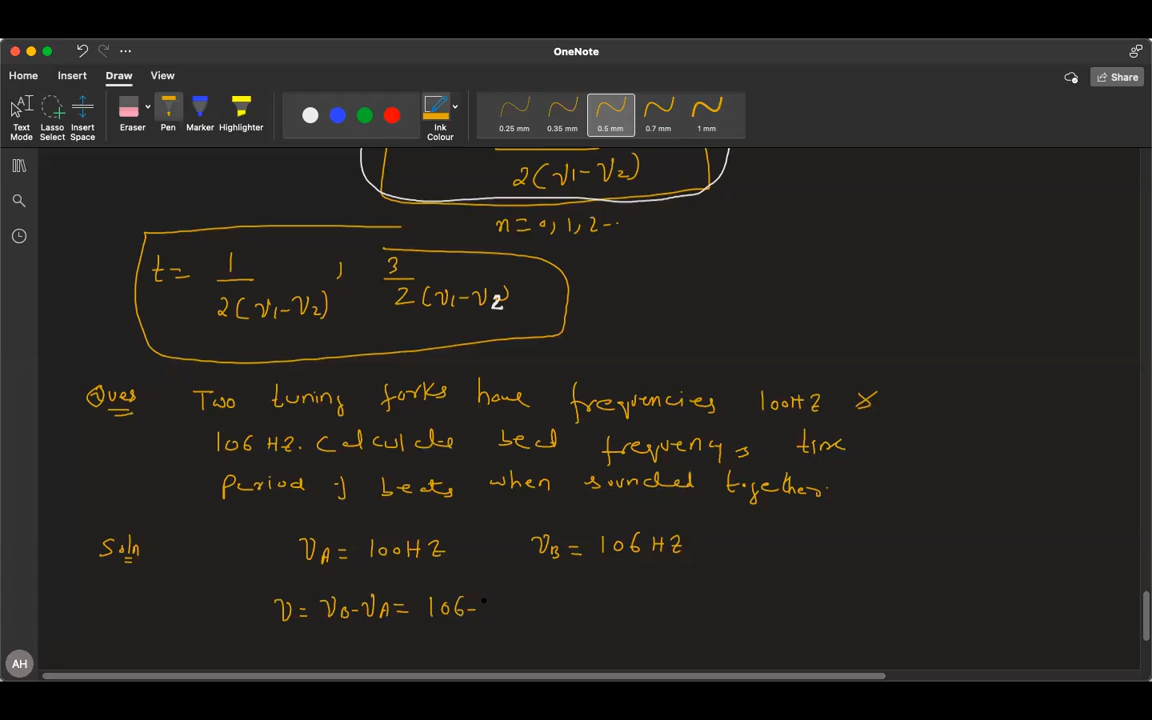 OneNote
Home Insert Draw View
Share
Text Mode Lasso Select Insert Space Eraser Pen Marker Highlighter Ink Colour 0.25 mm 0.35 mm 0.5 mm 0.7 mm 1 mm
2(ν1-ν2)
n = 0, 1, 2--
t = 1/2(ν1-ν2) , 3/2(ν1-ν2)
Ques Two tuning forks have frequencies 100HZ &
106 HZ. Calculate beat frequency, time
Period of beats when sounded together.
Soln νA = 100HZ νB = 106 HZ
ν = νB-νA = 106-
AH